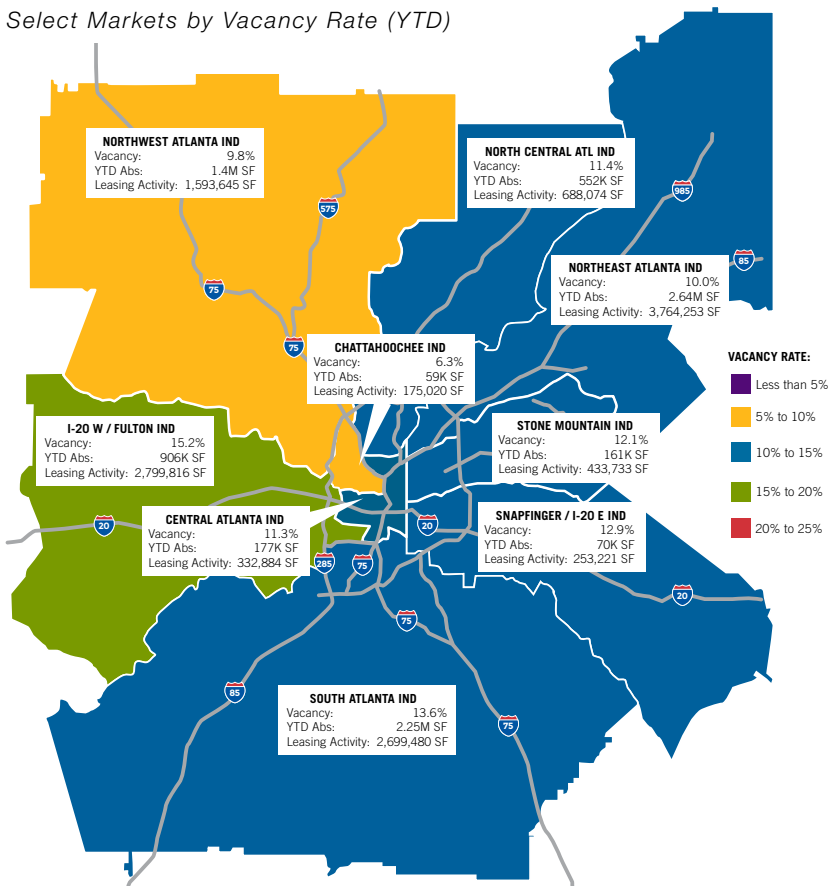 Select Markets by Vacancy Rate (YTD)
NORTHWEST ATLANTA IND
Vacancy: 9.8%
YTD Abs: 1.4M SF
Leasing Activity: 1,593,645 SF
NORTH CENTRAL ATL IND
Vacancy: 11.4%
YTD Abs: 552K SF
Leasing Activity: 688,074 SF
575
985
85
NORTHEAST ATLANTA IND
Vacancy: 10.0%
YTD Abs: 2.64M SF
Leasing Activity: 3,764,253 SF
75
75
CHATTAHOOCHEE IND
Vacancy: 6.3%
YTD Abs: 59K SF
Leasing Activity: 175,020 SF
VACANCY RATE:
Less than 5%
5% to 10%
10% to 15%
15% to 20%
20% to 25%
I-20 W / FULTON IND
Vacancy: 15.2%
YTD Abs: 906K SF
Leasing Activity: 2,799,816 SF
STONE MOUNTAIN IND
Vacancy: 12.1%
YTD Abs: 161K SF
Leasing Activity: 433,733 SF
20
CENTRAL ATLANTA IND
Vacancy: 11.3%
YTD Abs: 177K SF
Leasing Activity: 332,884 SF
20
SNAPFINGER / I-20 E IND
Vacancy: 12.9%
YTD Abs: 70K SF
Leasing Activity: 253,221 SF
285
75
20
75
85
SOUTH ATLANTA IND
Vacancy: 13.6%
YTD Abs: 2.25M SF
Leasing Activity: 2,699,480 SF
75